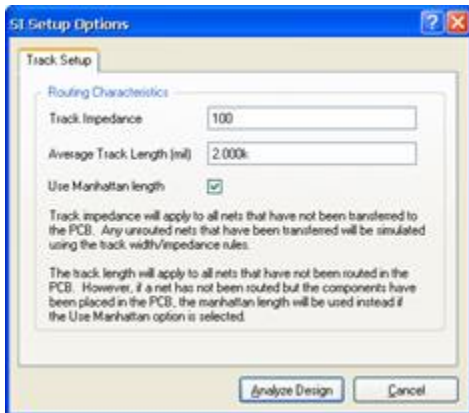 SI Setup Options
Track Setup
Routing Characteristics
Track Impedance
100
Average Track Length (mil)
2.000k
Use Manhattan length
Track impedance will apply to all nets that have not been transferred to
the PCB. Any unrouted nets that have been transferred will be simulated
using the track width/impedance rules.
The track length will apply to all nets that have not been routed in the
PCB. However, if a net has not been routed but the components have
been placed in the PCB, the manhattan length will be used instead if
the Use Manhattan option is selected.
Analyze Design
Cancel